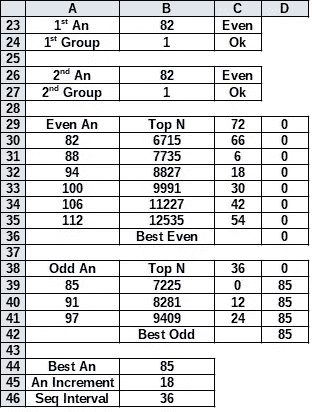 A B C D
23 1st An 82 Even
24 1st Group 1 Ok
25
26 2nd An 82 Even
27 2nd Group 1 Ok
28
29 Even An Top N 72 0
30 82 6715 66 0
31 88 7735 6 0
32 94 8827 18 0
33 100 9991 30 0
34 106 11227 42 0
35 112 12535 54 0
36 Best Even 0
37
38 Odd An Top N 36 0
39 85 7225 0 85
40 91 8281 12 85
41 97 9409 24 85
42 Best Odd 85
43
44 Best An 85
45 An Increment 18
46 Seq Interval 36